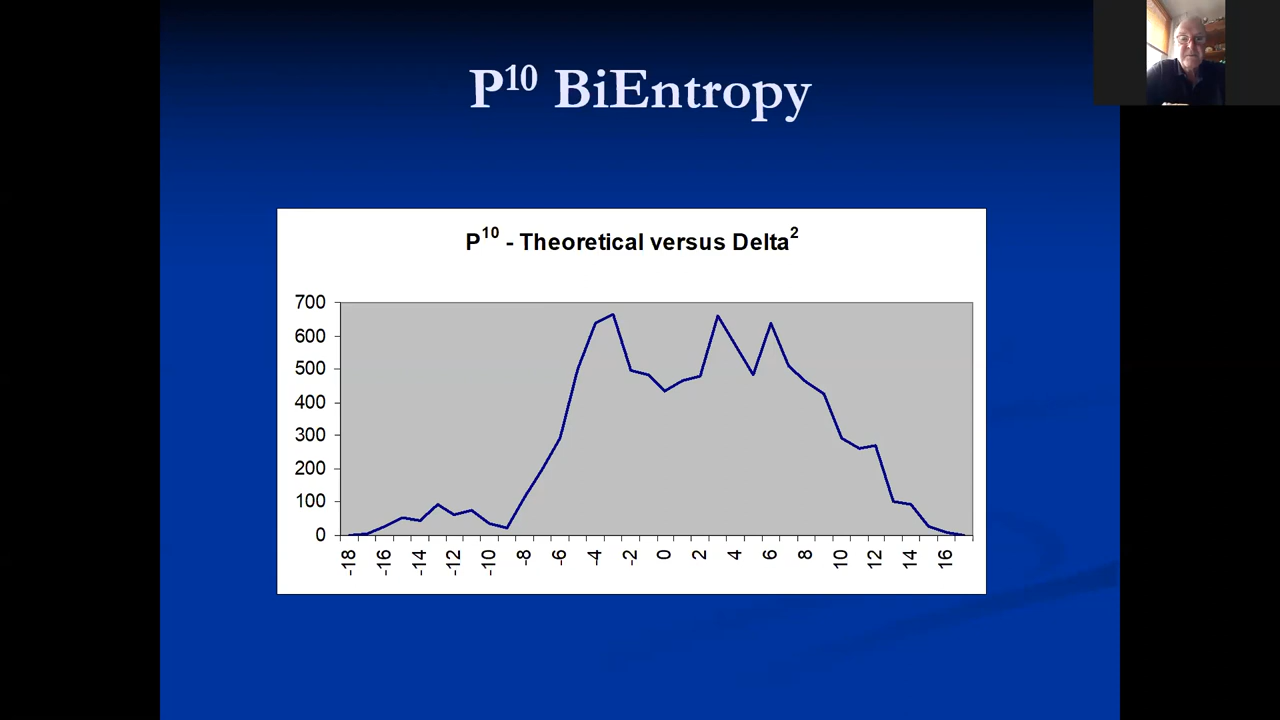 P¹⁰ BiEntropy
P¹⁰ - Theoretical versus Delta²
700
600
500
400
300
200
100
0
-18 -16 -14 -12 -10 -8 -6 -4 -2 0 2 4 6 8 10 12 14 16